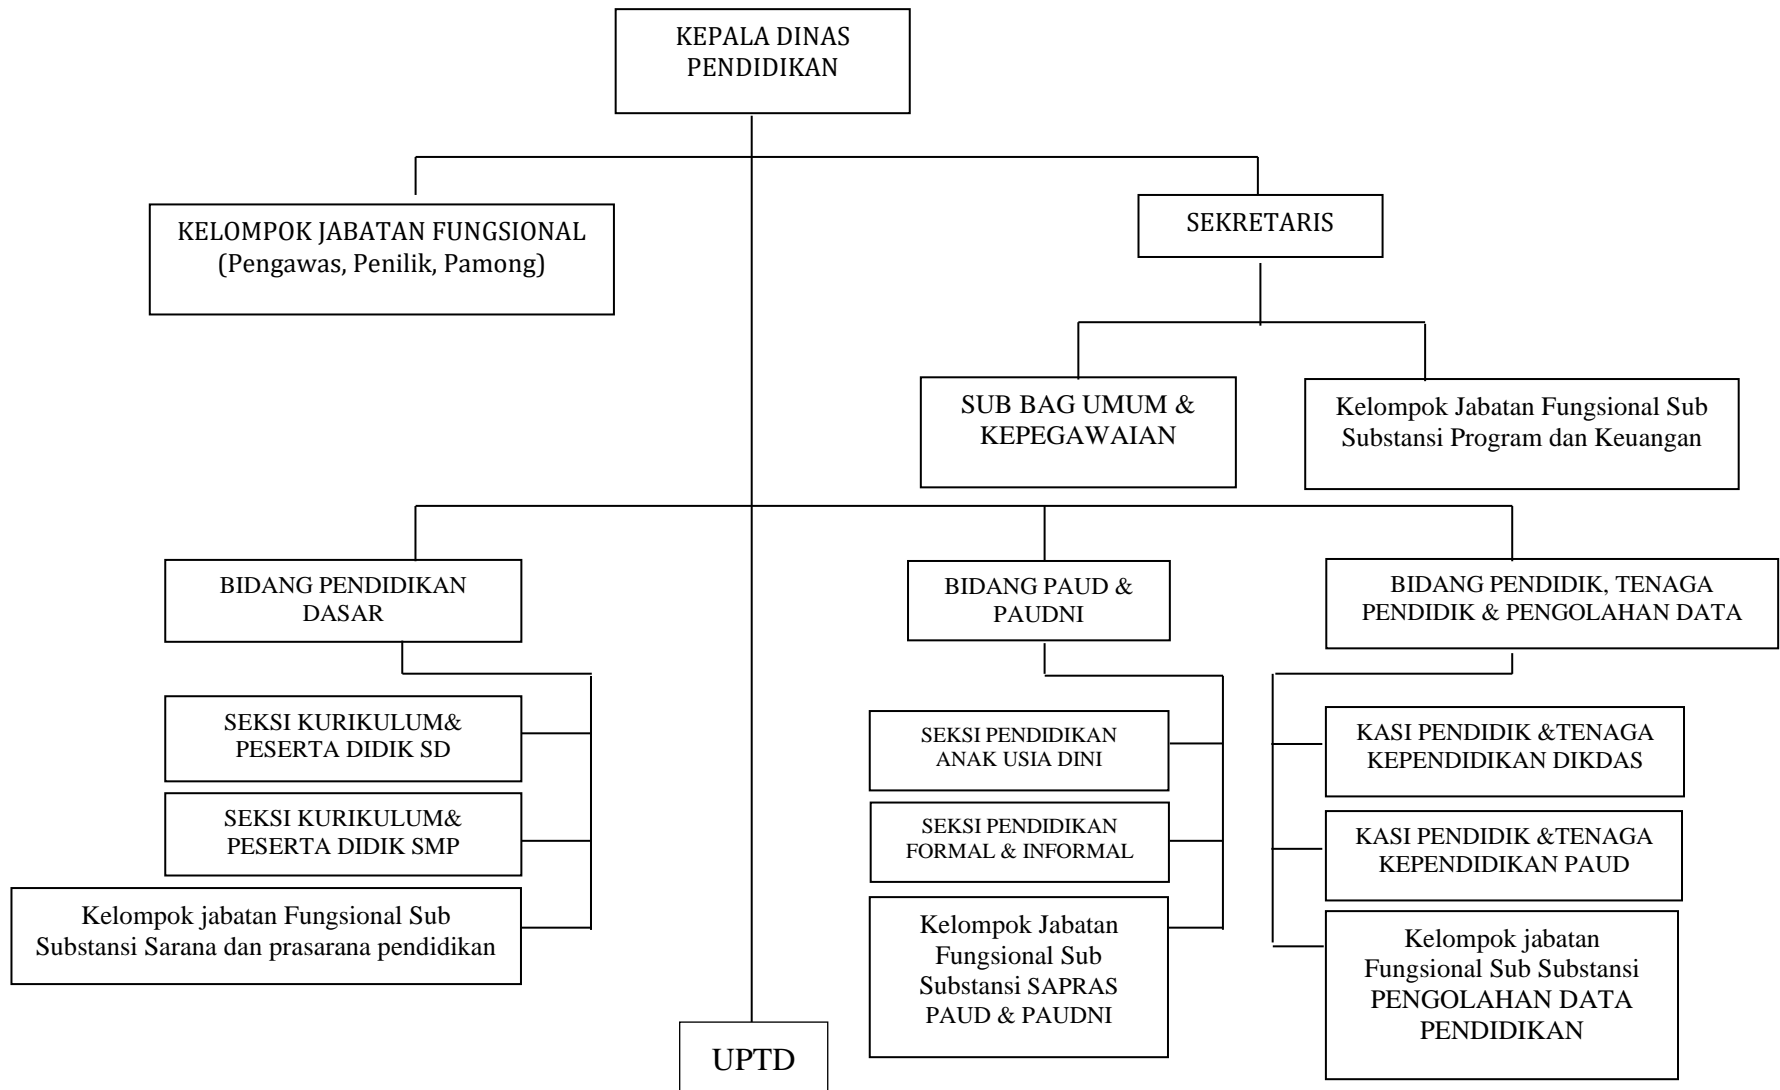 KEPALA DINAS
PENDIDIKAN
KELOMPOK JABATAN FUNGSIONAL
(Pengawas, Penilik, Pamong)
SEKRETARIS
SUB BAG UMUM &
KEPEGAWAIAN
Kelompok Jabatan Fungsional Sub
Substansi Program dan Keuangan
BIDANG PENDIDIKAN
DASAR
SEKSI KURIKULUM&
PESERTA DIDIK SD
SEKSI KURIKULUM&
PESERTA DIDIK SMP
Kelompok jabatan Fungsional Sub
Substansi Sarana dan prasarana pendidikan
BIDANG PAUD &
PAUDNI
SEKSI PENDIDIKAN
ANAK USIA DINI
SEKSI PENDIDIKAN
FORMAL & INFORMAL
Kelompok Jabatan
Fungsional Sub
Substansi SAPRAS
PAUD & PAUDNI
BIDANG PENDIDIK, TENAGA
PENDIDIK & PENGOLAHAN DATA
KASI PENDIDIK &TENAGA
KEPENDIDIKAN DIKDAS
KASI PENDIDIK &TENAGA
KEPENDIDIKAN PAUD
Kelompok jabatan
Fungsional Sub Substansi
PENGOLAHAN DATA
PENDIDIKAN
UPTD